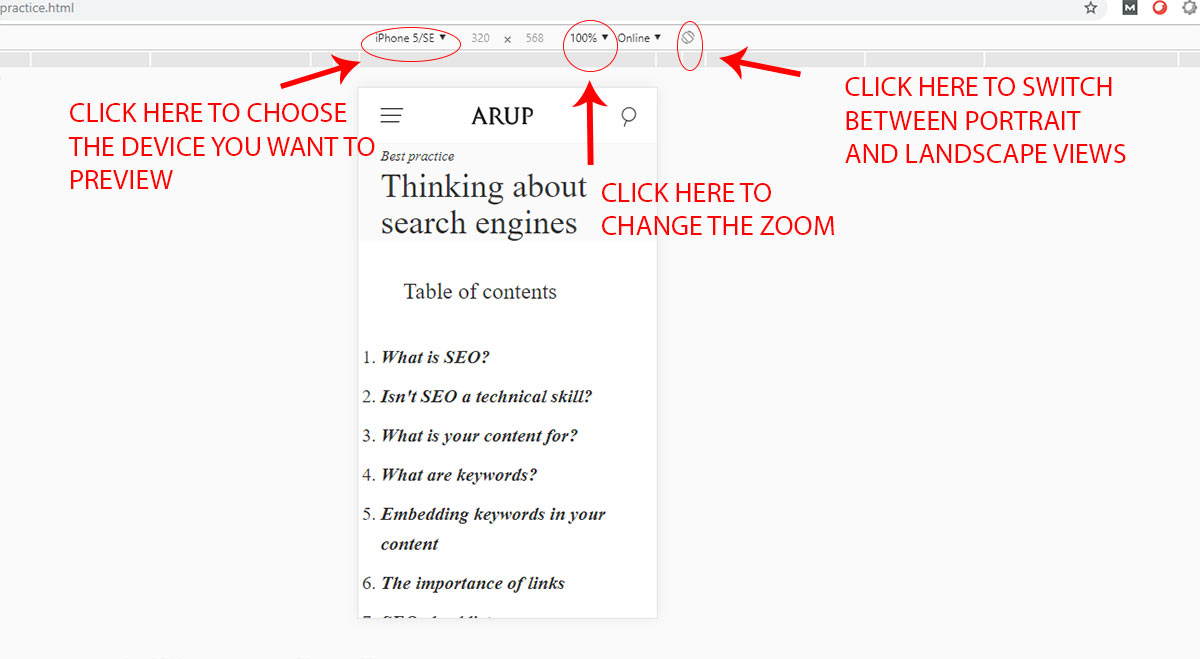 practice.html
iPhone 5/SE ▼ 320 × 568 100% ▼ Online ▼
CLICK HERE TO CHOOSE
THE DEVICE YOU WANT TO
PREVIEW
CLICK HERE TO SWITCH
BETWEEN PORTRAIT
AND LANDSCAPE VIEWS
CLICK HERE TO
CHANGE THE ZOOM
ARUP
Best practice
Thinking about
search engines
Table of contents
1. What is SEO?
2. Isn't SEO a technical skill?
3. What is your content for?
4. What are keywords?
5. Embedding keywords in your
content
6. The importance of links